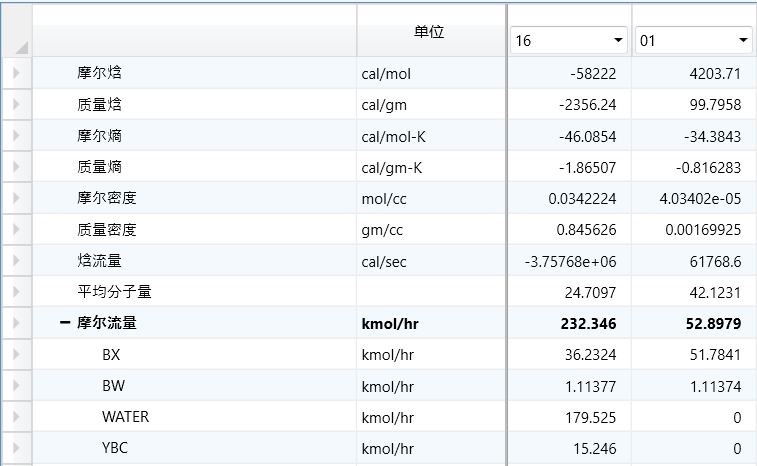 单位 16 01
摩尔焓 cal/mol -58222 4203.71
质量焓 cal/gm -2356.24 99.7958
摩尔熵 cal/mol-K -46.0854 -34.3843
质量熵 cal/gm-K -1.86507 -0.816283
摩尔密度 mol/cc 0.0342224 4.03402e-05
质量密度 gm/cc 0.845626 0.00169925
焓流量 cal/sec -3.75768e+06 61768.6
平均分子量 24.7097 42.1231
摩尔流量 kmol/hr 232.346 52.8979
BX kmol/hr 36.2324 51.7841
BW kmol/hr 1.11377 1.11374
WATER kmol/hr 179.525 0
YBC kmol/hr 15.246 0